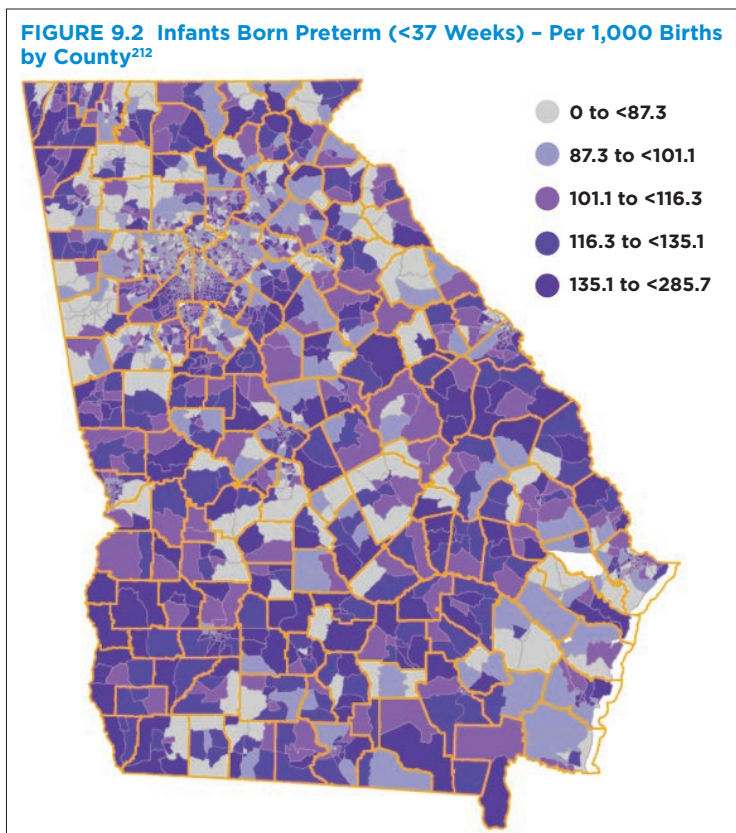 FIGURE 9.2 Infants Born Preterm (<37 Weeks) – Per 1,000 Births
by County²¹²
0 to <87.3
87.3 to <101.1
101.1 to <116.3
116.3 to <135.1
135.1 to <285.7